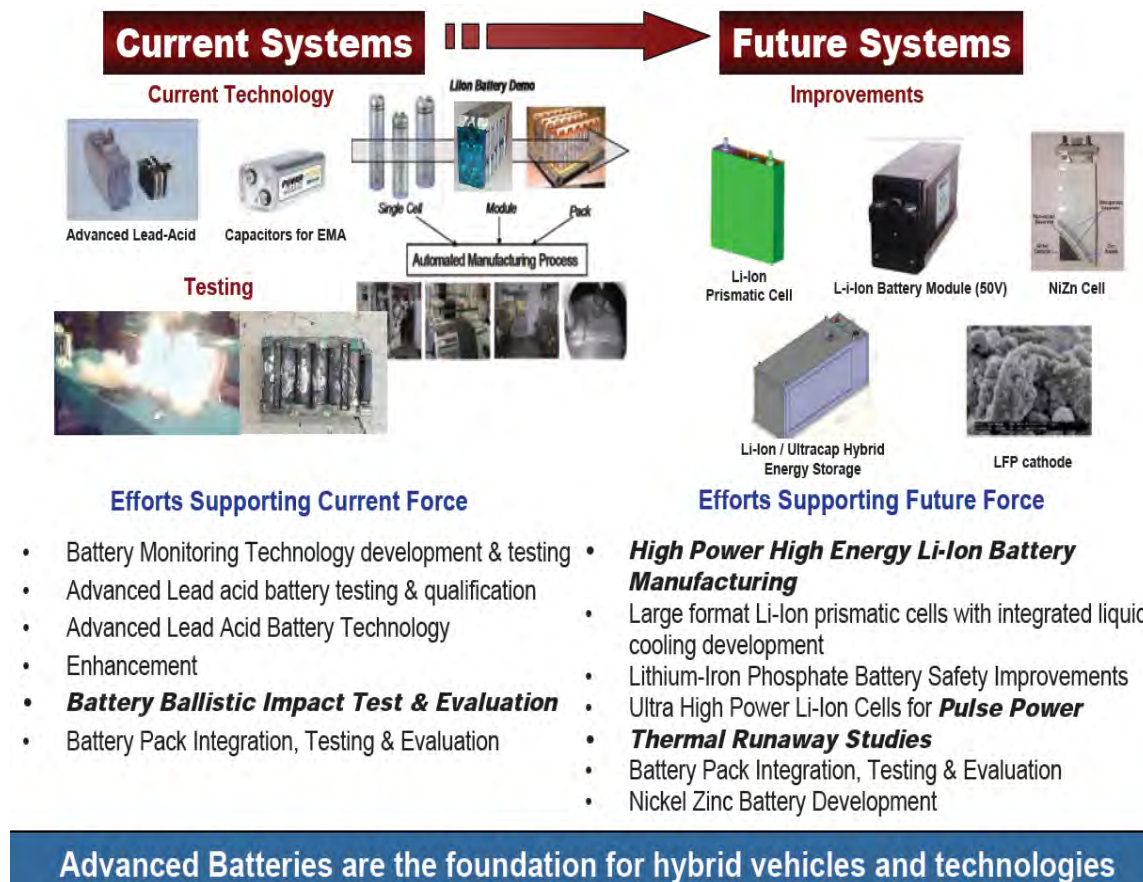 Current Systems
Future Systems
Current Technology
LiIon Battery Demo
Improvements
POWER
Single Cell
Module
Pack
Advanced Lead-Acid
Capacitors for EMA
Automated Manufacturing Process
Li-Ion
Prismatic Cell
L-i-Ion Battery Module (50V)
NiZn Cell
Testing
Li-Ion / Ultracap Hybrid
Energy Storage
LFP cathode
Efforts Supporting Current Force
• Battery Monitoring Technology development & testing
• Advanced Lead acid battery testing & qualification
• Advanced Lead Acid Battery Technology
• Enhancement
• Battery Ballistic Impact Test & Evaluation
• Battery Pack Integration, Testing & Evaluation
Efforts Supporting Future Force
• High Power High Energy Li-Ion Battery
Manufacturing
• Large format Li-Ion prismatic cells with integrated liquid
cooling development
• Lithium-Iron Phosphate Battery Safety Improvements
• Ultra High Power Li-Ion Cells for Pulse Power
• Thermal Runaway Studies
• Battery Pack Integration, Testing & Evaluation
• Nickel Zinc Battery Development
Advanced Batteries are the foundation for hybrid vehicles and technologies